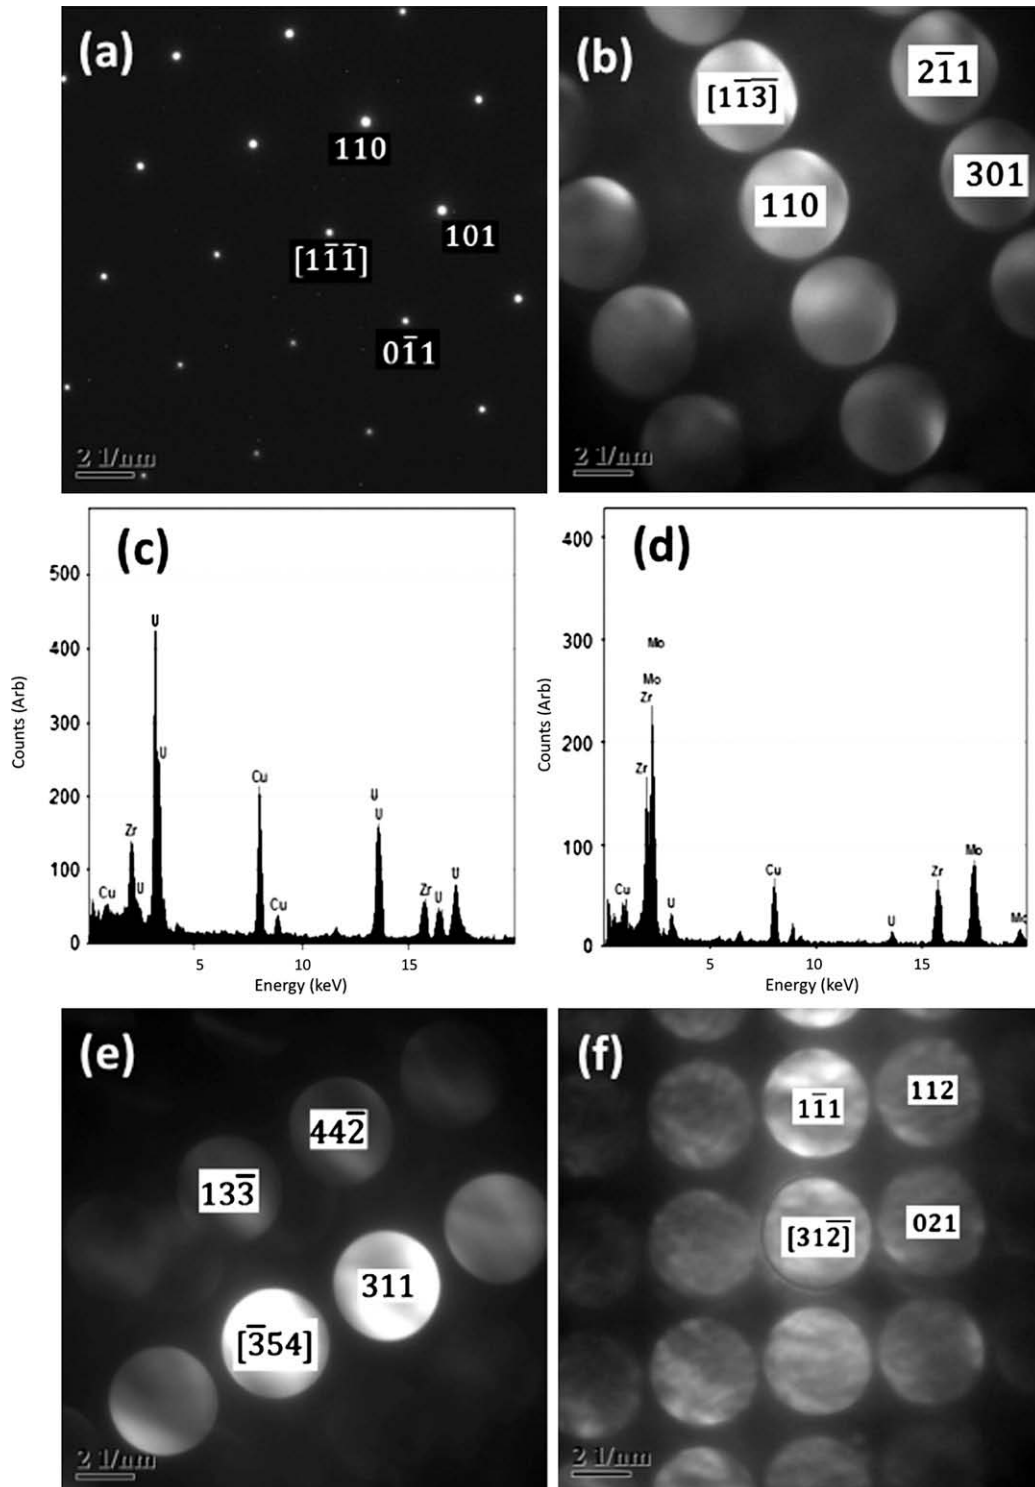 (a)
110
101
[11̅1̅]
01̅1
2 1/nm
(b)
[11̅3̅]
21̅1
110
301
2 1/nm
(c)
Counts (Arb)
500
400
300
200
100
0
U
U
Zr
U
Cu
Cu
Cu
U
U
Zr
U
U
5
10
15
Energy (keV)
(d)
Counts (Arb)
400
300
200
100
0
Mo
Mo
Zr
Zr
Cu
U
Cu
U
Zr
Mo
Mo
5
10
15
Energy (keV)
(e)
442̅
133̅
311
[3̅54]
2 1/nm
(f)
11̅1
112
[312̅]
021
2 1/nm